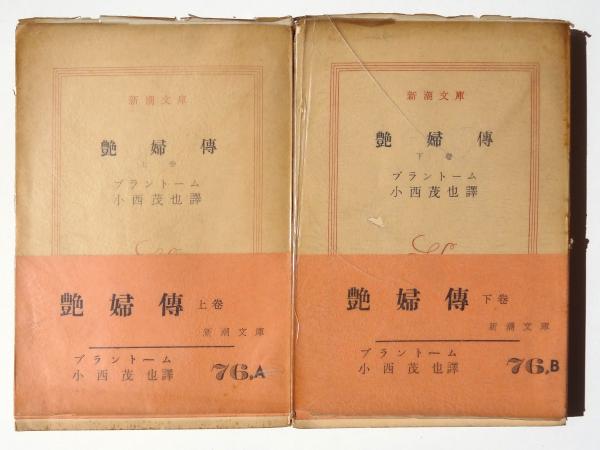 新潮文庫
艶婦傳
上巻
ブラントーム
小西茂也譯
艶婦傳 上卷
新潮文庫
ブラントーム
小西茂也譯
76.A
新潮文庫
艶婦傳
下巻
ブラントーム
小西茂也譯
艶婦傳 下卷
新潮文庫
ブラントーム
小西茂也譯
76.B